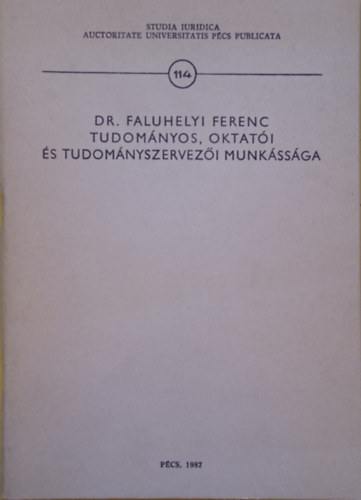 STUDIA IURIDICA
AUCTORITATE UNIVERSITATIS PÉCS PUBLICATA
114
DR. FALUHELYI FERENC
TUDOMÁNYOS, OKTATÓI
ÉS TUDOMÁNYSZERVEZŐI MUNKÁSSÁGA
PÉCS, 1987